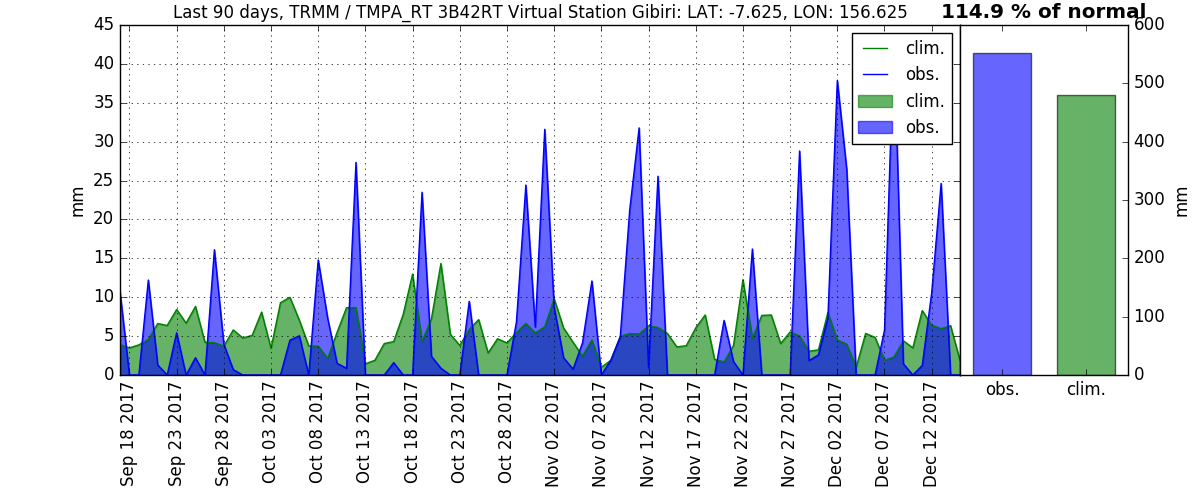 Last 90 days, TRMM / TMPA_RT 3B42RT Virtual Station Gibiri: LAT: -7.625, LON: 156.625
114.9 % of normal
45
40
35
30
25
20
15
10
5
0
mm
clim.
obs.
clim.
obs.
600
500
400
300
200
100
0
mm
obs.
clim.
Sep 18 2017
Sep 23 2017
Sep 28 2017
Oct 03 2017
Oct 08 2017
Oct 13 2017
Oct 18 2017
Oct 23 2017
Oct 28 2017
Nov 02 2017
Nov 07 2017
Nov 12 2017
Nov 17 2017
Nov 22 2017
Nov 27 2017
Dec 02 2017
Dec 07 2017
Dec 12 2017